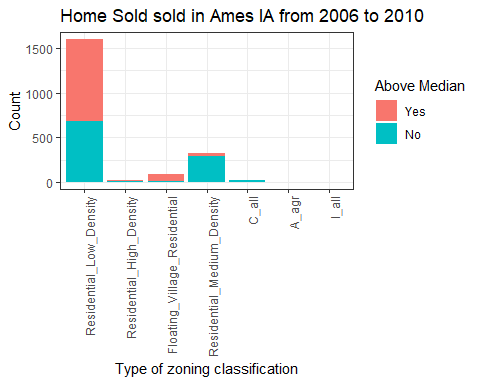 Home Sold sold in Ames IA from 2006 to 2010
Count
1500
1000
500
0
Residential_Low_Density
Residential_High_Density
Floating_Village_Residential
Residential_Medium_Density
C_all
A_agr
I_all
Type of zoning classification
Above Median
Yes
No